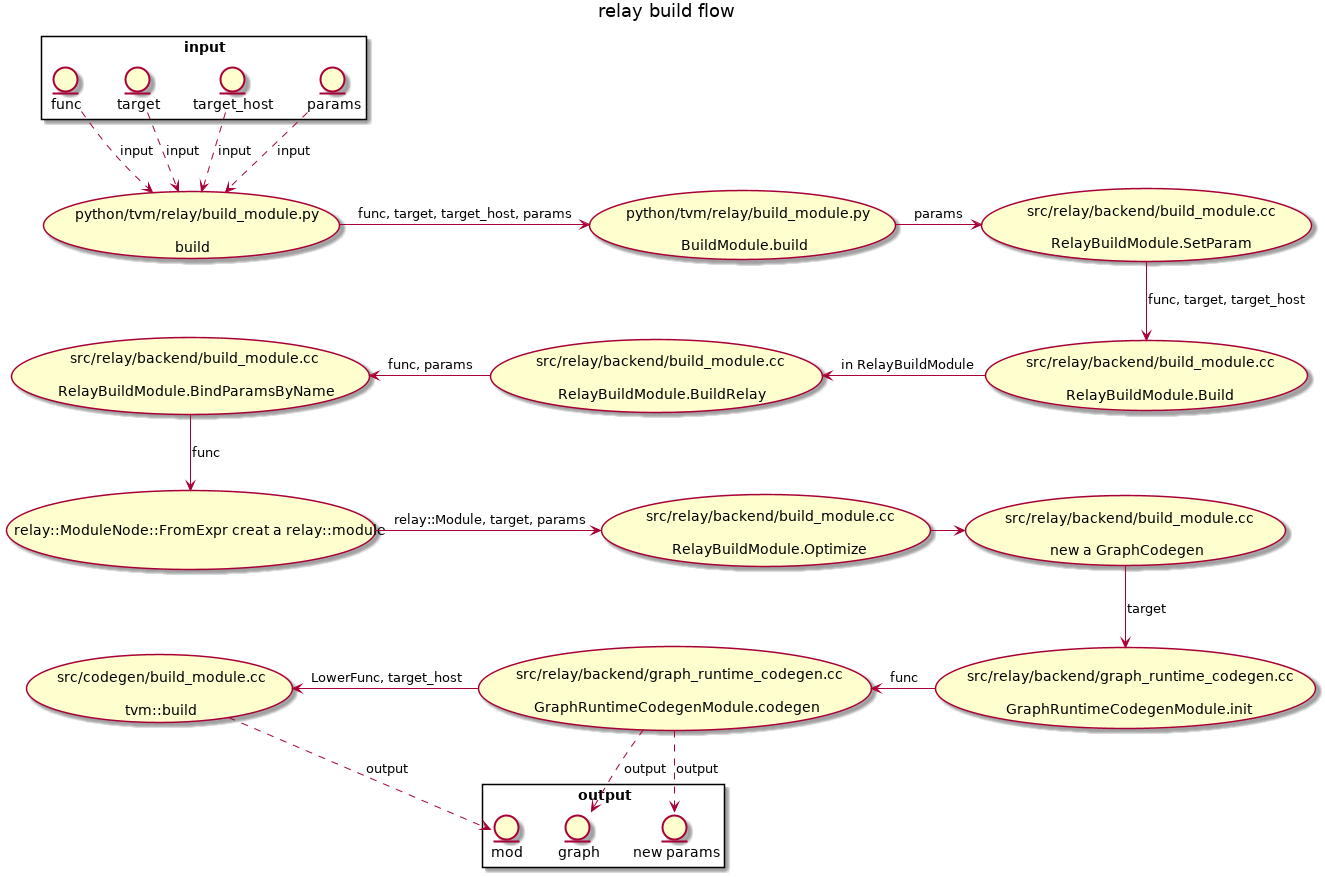 relay build flow
input
func
target
target_host
params
input
input
input
input
python/tvm/relay/build_module.py
build
func, target, target_host, params
python/tvm/relay/build_module.py
BuildModule.build
params
src/relay/backend/build_module.cc
RelayBuildModule.SetParam
func, target, target_host
src/relay/backend/build_module.cc
RelayBuildModule.Build
in RelayBuildModule
src/relay/backend/build_module.cc
RelayBuildModule.BuildRelay
func, params
src/relay/backend/build_module.cc
RelayBuildModule.BindParamsByName
func
relay::ModuleNode::FromExpr creat a relay::module
relay::Module, target, params
src/relay/backend/build_module.cc
RelayBuildModule.Optimize
src/relay/backend/build_module.cc
new a GraphCodegen
target
src/relay/backend/graph_runtime_codegen.cc
GraphRuntimeCodegenModule.init
func
src/relay/backend/graph_runtime_codegen.cc
GraphRuntimeCodegenModule.codegen
LowerFunc, target_host
src/codegen/build_module.cc
tvm::build
output
output
output
output
mod
graph
new params